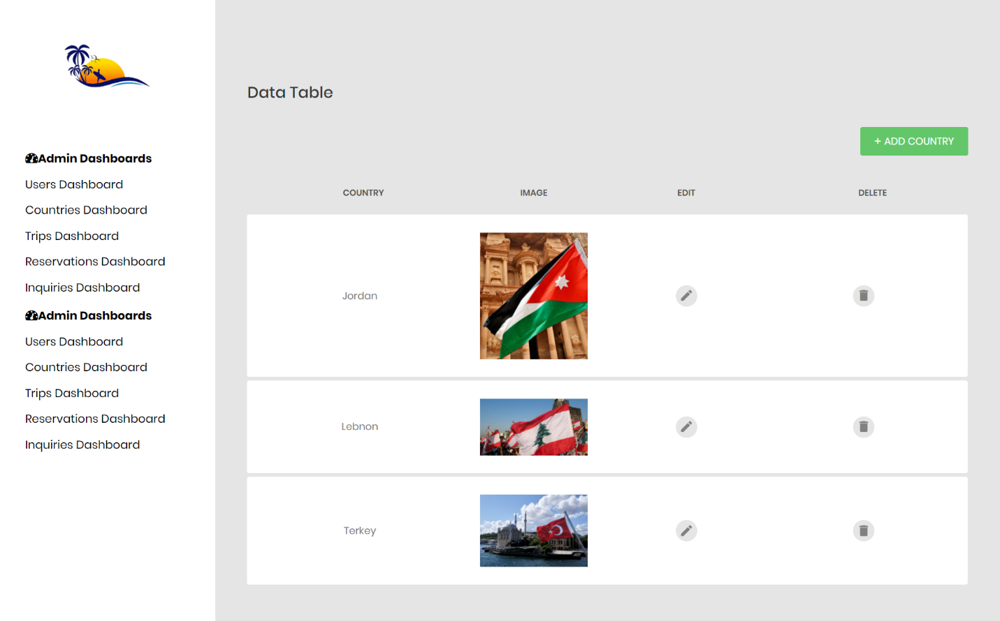 Admin Dashboards
Users Dashboard
Countries Dashboard
Trips Dashboard
Reservations Dashboard
Inquiries Dashboard
Admin Dashboards
Users Dashboard
Countries Dashboard
Trips Dashboard
Reservations Dashboard
Inquiries Dashboard
Data Table
+ ADD COUNTRY
COUNTRY IMAGE EDIT DELETE
Jordan
Lebnon
Terkey